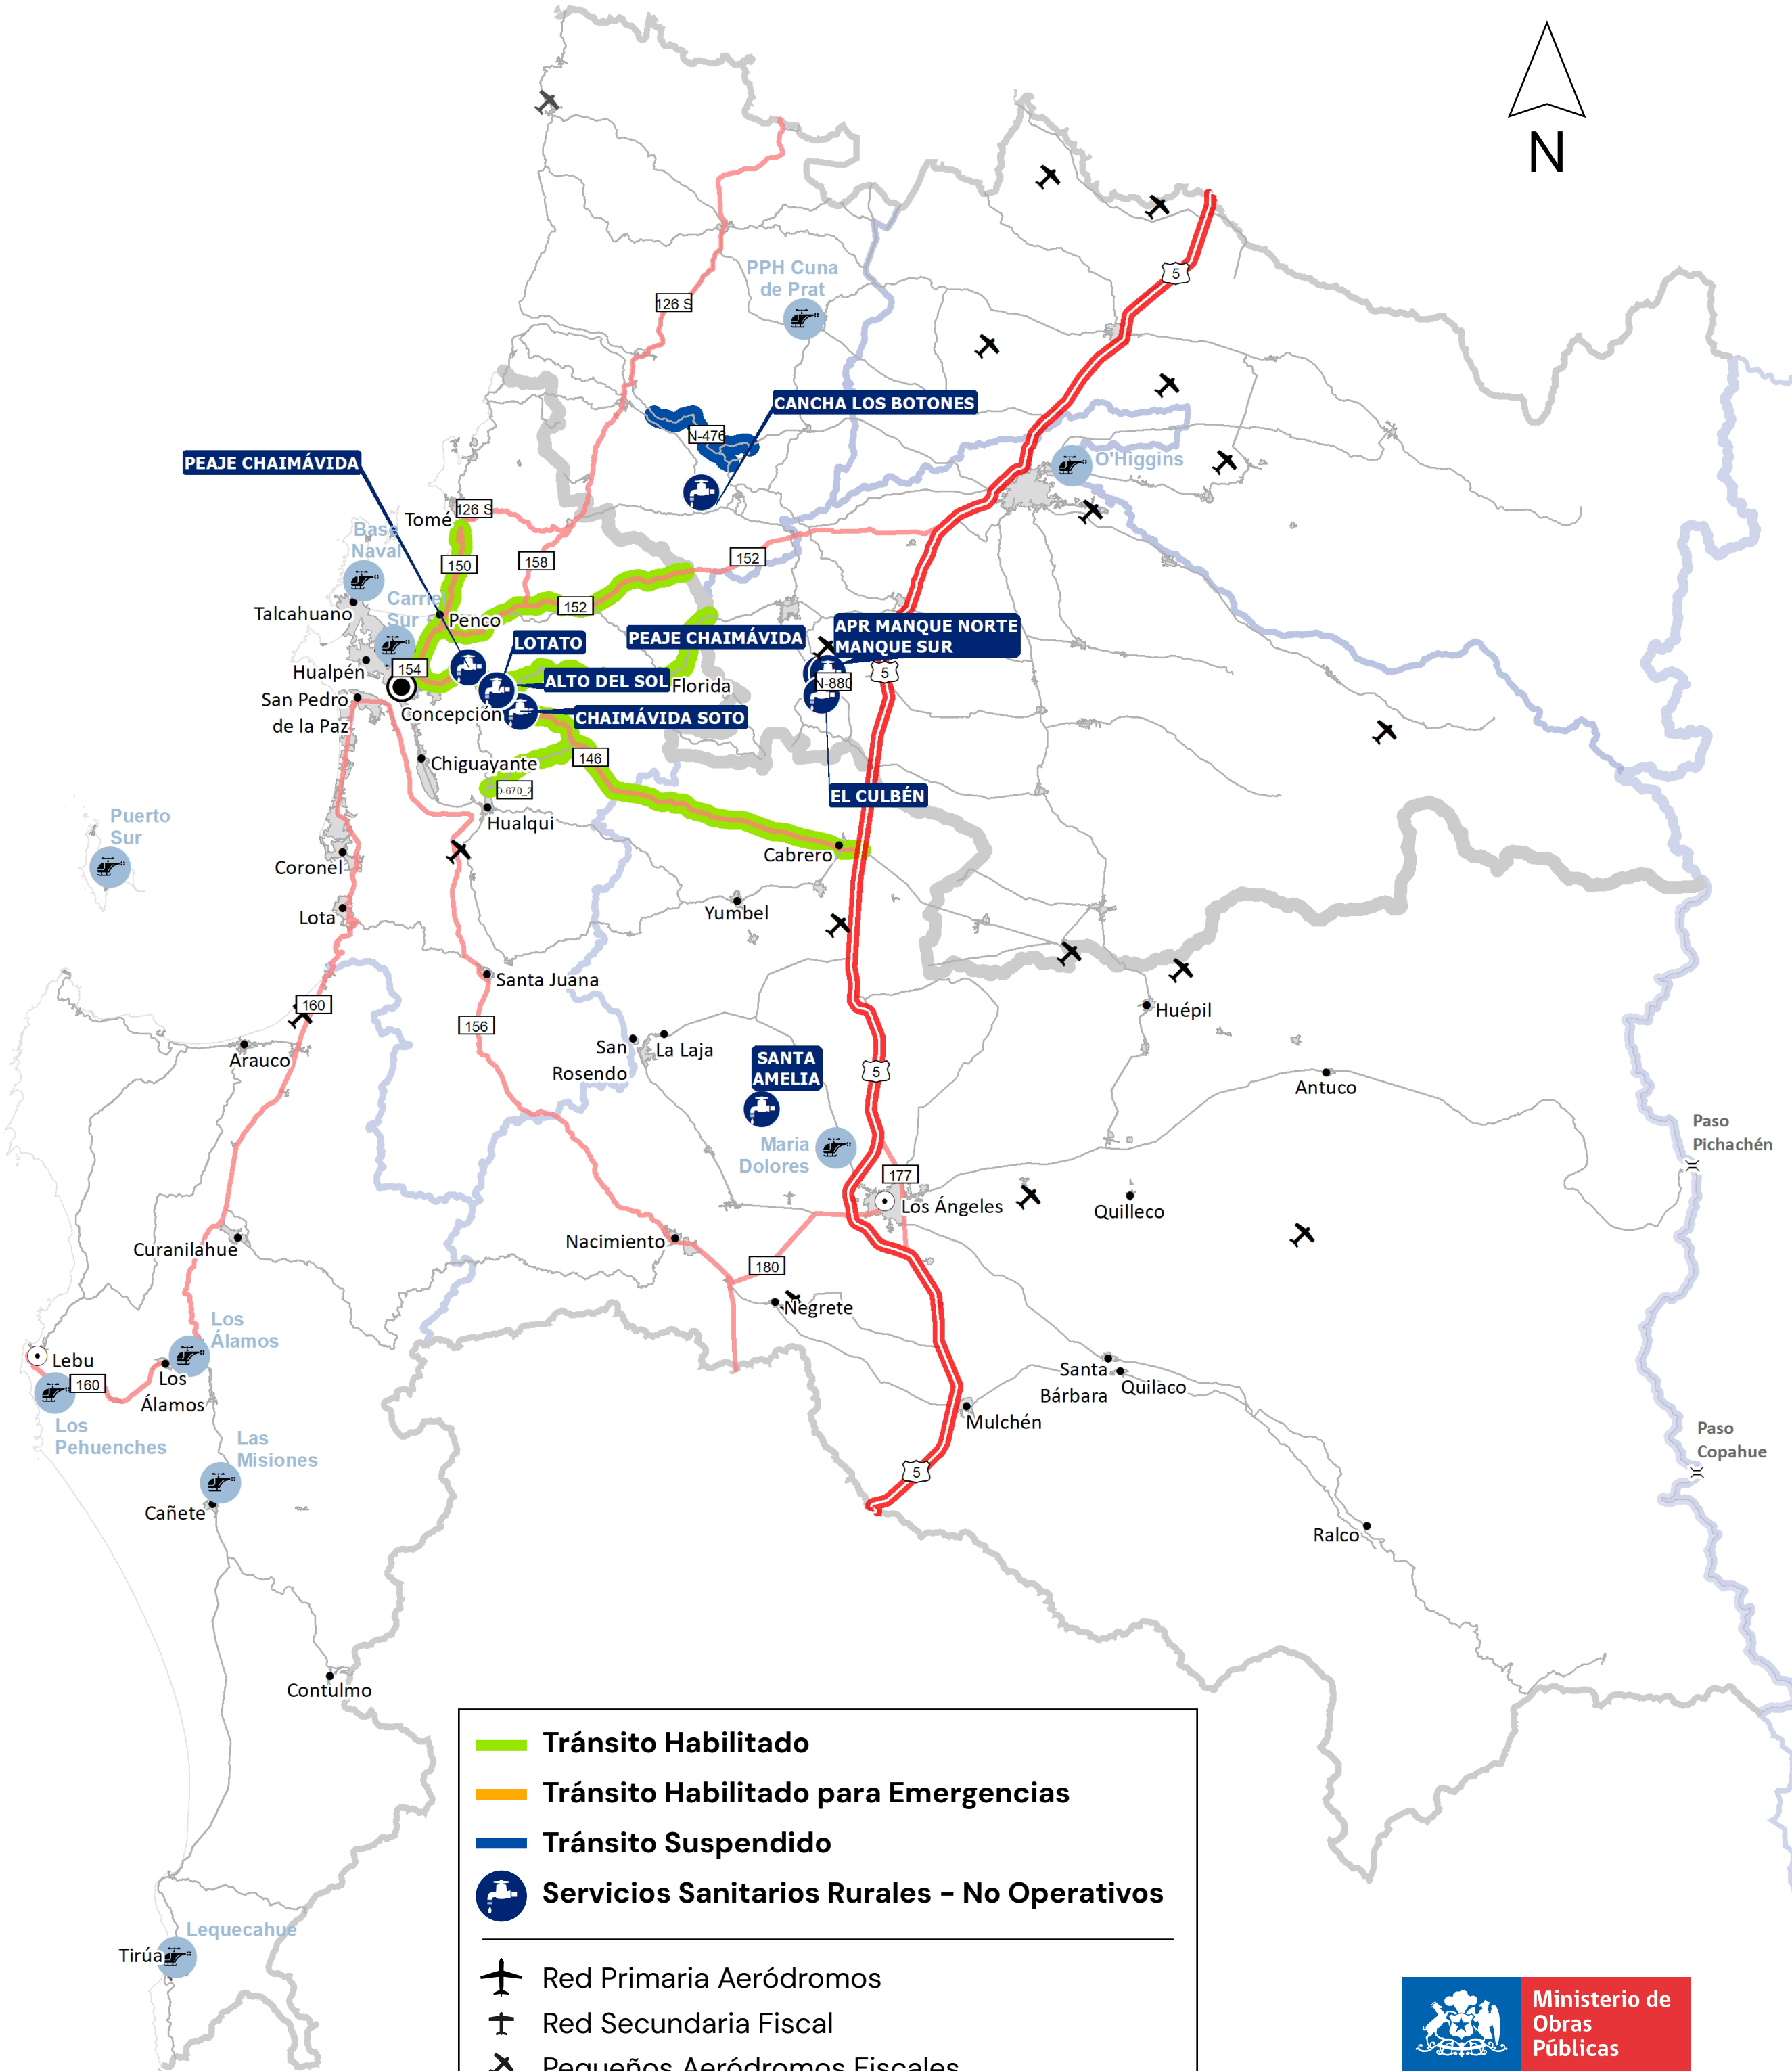 N
5
PPH Cuna
de Prat
126 S
CANCHA LOS BOTONES
N-476
PEAJE CHAIMÁVIDA
O'Higgins
126 S
Tomé
Base
Naval
150
158
152
152
Talcahuano
Carriel
Sur
Penco
LOTATO
PEAJE CHAIMÁVIDA
APR MANQUE NORTE
MANQUE SUR
Hualpén
154
5
N-880
ALTO DEL SOL
Florida
San Pedro
de la Paz
Concepción
CHAIMÁVIDA SOTO
146
Chiguayante
O-670_2
EL CULBÉN
Hualqui
Puerto
Sur
Cabrero
Coronel
Lota
Yumbel
Santa Juana
160
Huépil
156
Arauco
San
Rosendo
La Laja
SANTA
AMELIA
5
Antuco
Paso
Pichachén
Maria
Dolores
177
Los Ángeles
Quilleco
Curanilahue
Nacimiento
180
Negrete
Los
Álamos
Lebu
160
Los
Álamos
Santa
Bárbara
Quilaco
Los
Pehuenches
Las
Misiones
Mulchén
Paso
Copahue
5
Cañete
Ralco
Contulmo
Tránsito Habilitado
Tránsito Habilitado para Emergencias
Tránsito Suspendido
Servicios Sanitarios Rurales - No Operativos
Lequecahue
Tirúa
Red Primaria Aeródromos
Red Secundaria Fiscal
Pequeños Aeródromos Fiscales
Ministerio de
Obras
Públicas